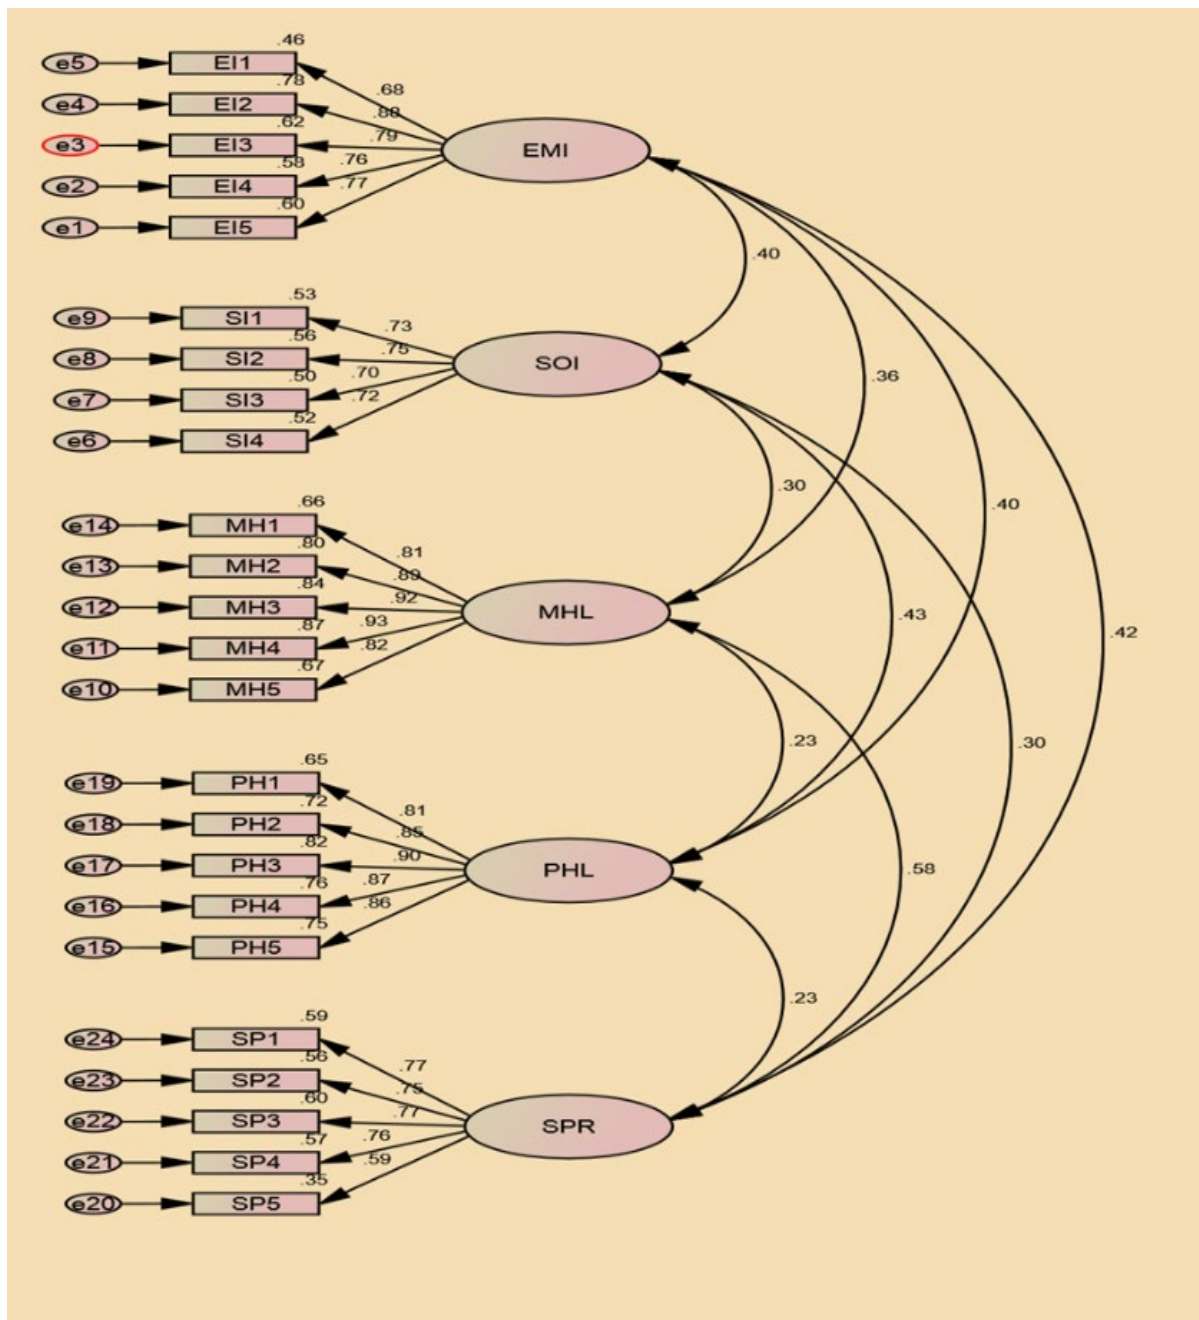 .46
e5 EI1
.78 .68
e4 EI2 .88
.62
e3 EI3 .79 EMI
.58 .76
e2 EI4 .77
.60
e1 EI5
.40
.53
e9 SI1 .73
.56 .75
e8 SI2 SOI
.50 .70
e7 SI3 .72 .36
.52
e6 SI4
.30
.66 .40
e14 MH1
.80 .81
e13 MH2 .89
.84 .92
e12 MH3 MHL .43
.87 .93 .42
e11 MH4 .82
.67
e10 MH5
.23 .30
.65
e19 PH1
.72 .81
e18 PH2 .85
.82 .90
e17 PH3 PHL .58
.76 .87
e16 PH4 .86
.75
e15 PH5
.23
.59
e24 SP1
.56 .77
e23 SP2 .75
.60 .77
e22 SP3 SPR
.57 .76
e21 SP4 .59
.35
e20 SP5